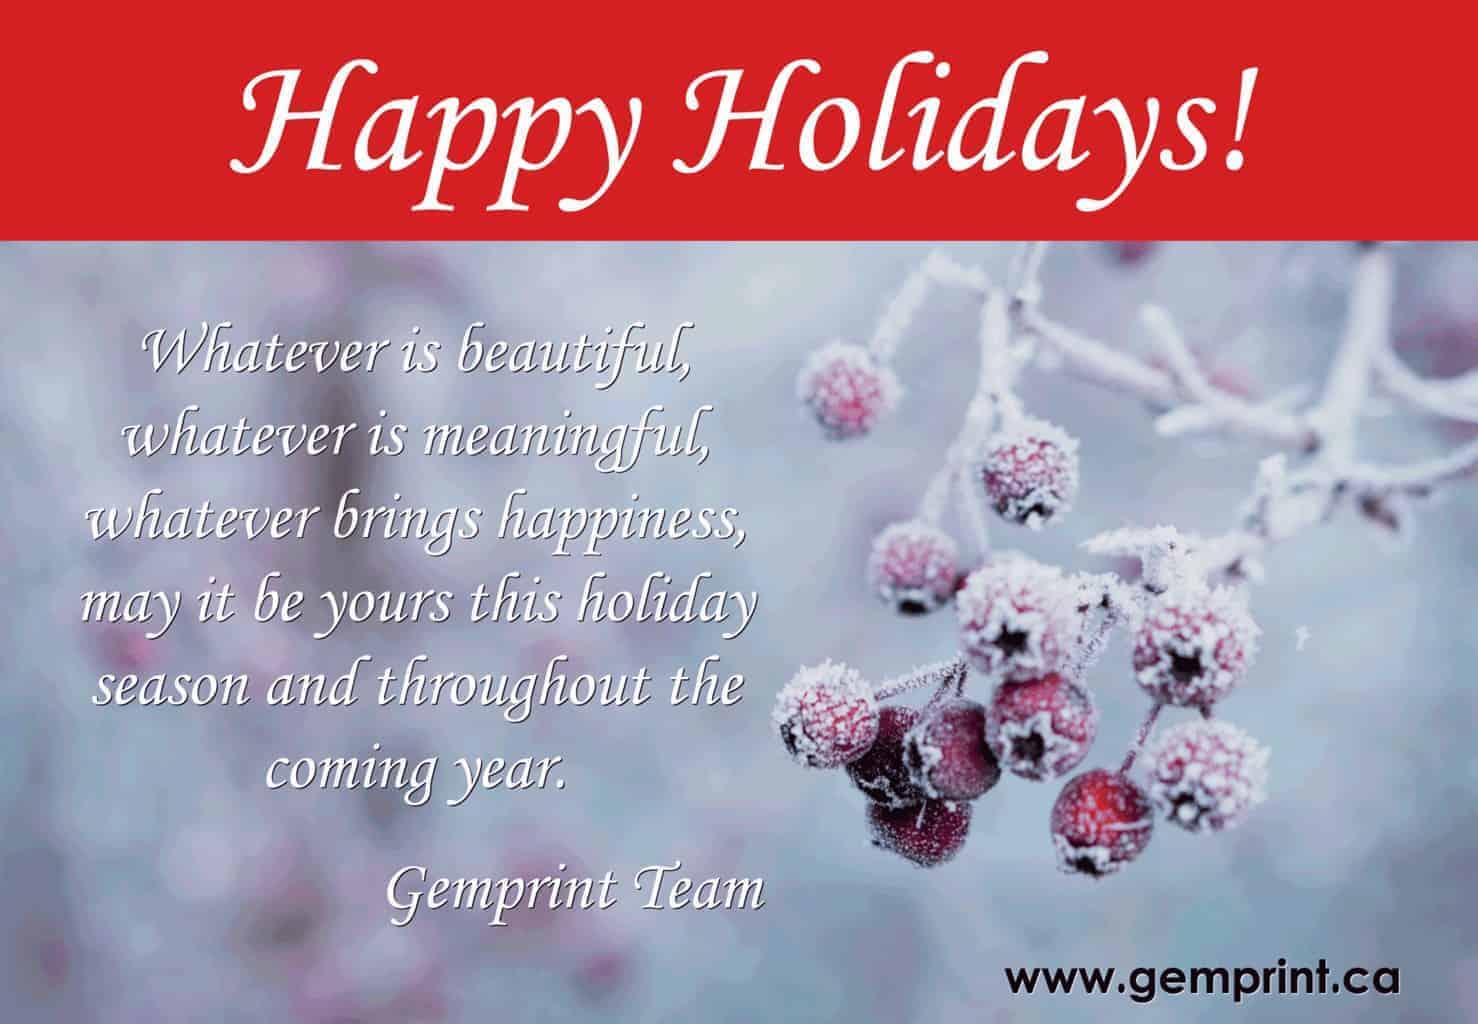 Happy Holidays!
Whatever is beautiful,
whatever is meaningful,
whatever brings happiness,
may it be yours this holiday
season and throughout the
coming year.
Gemprint Team
www.gemprint.ca